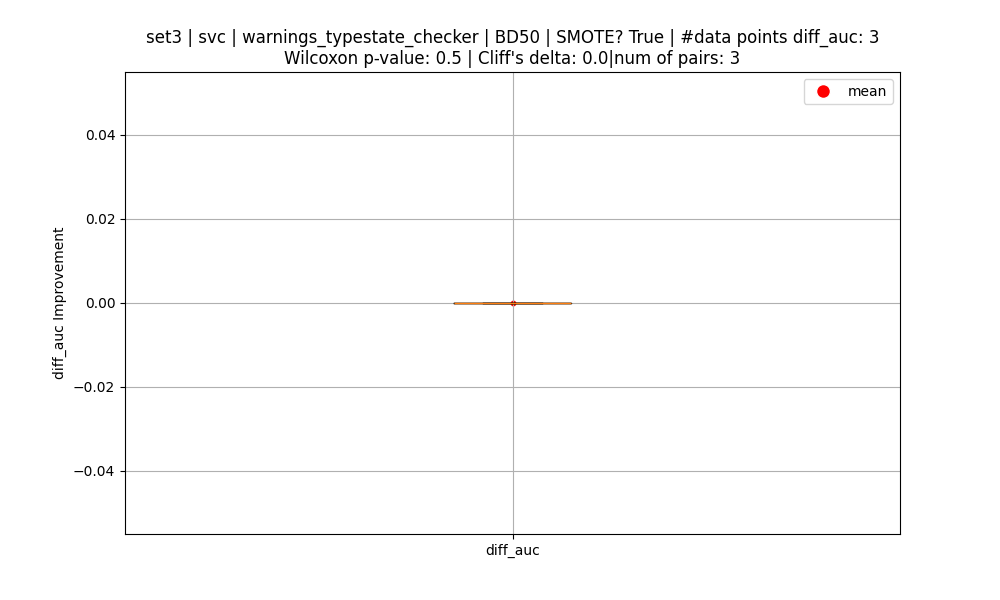 set3 | svc | warnings_typestate_checker | BD50 | SMOTE? True | #data points diff_auc: 3
Wilcoxon p-value: 0.5 | Cliff's delta: 0.0|num of pairs: 3
mean
0.04
0.02
0.00
−0.02
−0.04
diff_auc Improvement
diff_auc